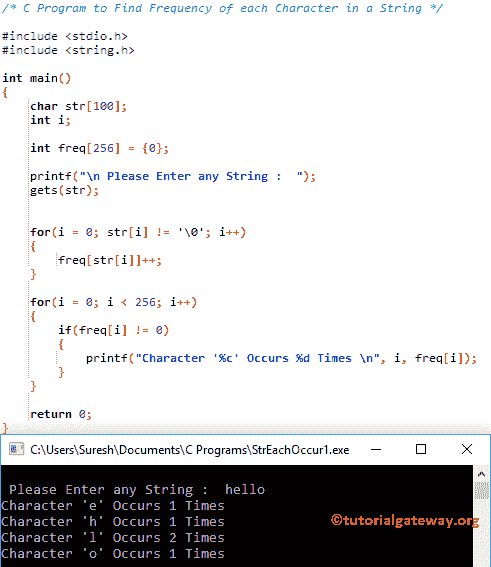 /* C Program to Find Frequency of each Character in a String */
#include <stdio.h>
#include <string.h>
int main()
{
char str[100];
int i;
int freq[256] = {0};
printf("\n Please Enter any String :  ");
gets(str);
for(i = 0; str[i] != '\0'; i++)
{
freq[str[i]]++;
}
for(i = 0; i < 256; i++)
{
if(freq[i] != 0)
{
printf("Character '%c' Occurs %d Times \n", i, freq[i]);
}
}
return 0;
}
C:\Users\Suresh\Documents\C Programs\StrEachOccur1.exe
Please Enter any String :  hello
Character 'e' Occurs 1 Times
Character 'h' Occurs 1 Times
Character 'l' Occurs 2 Times
Character 'o' Occurs 1 Times
©tutorialgateway.org